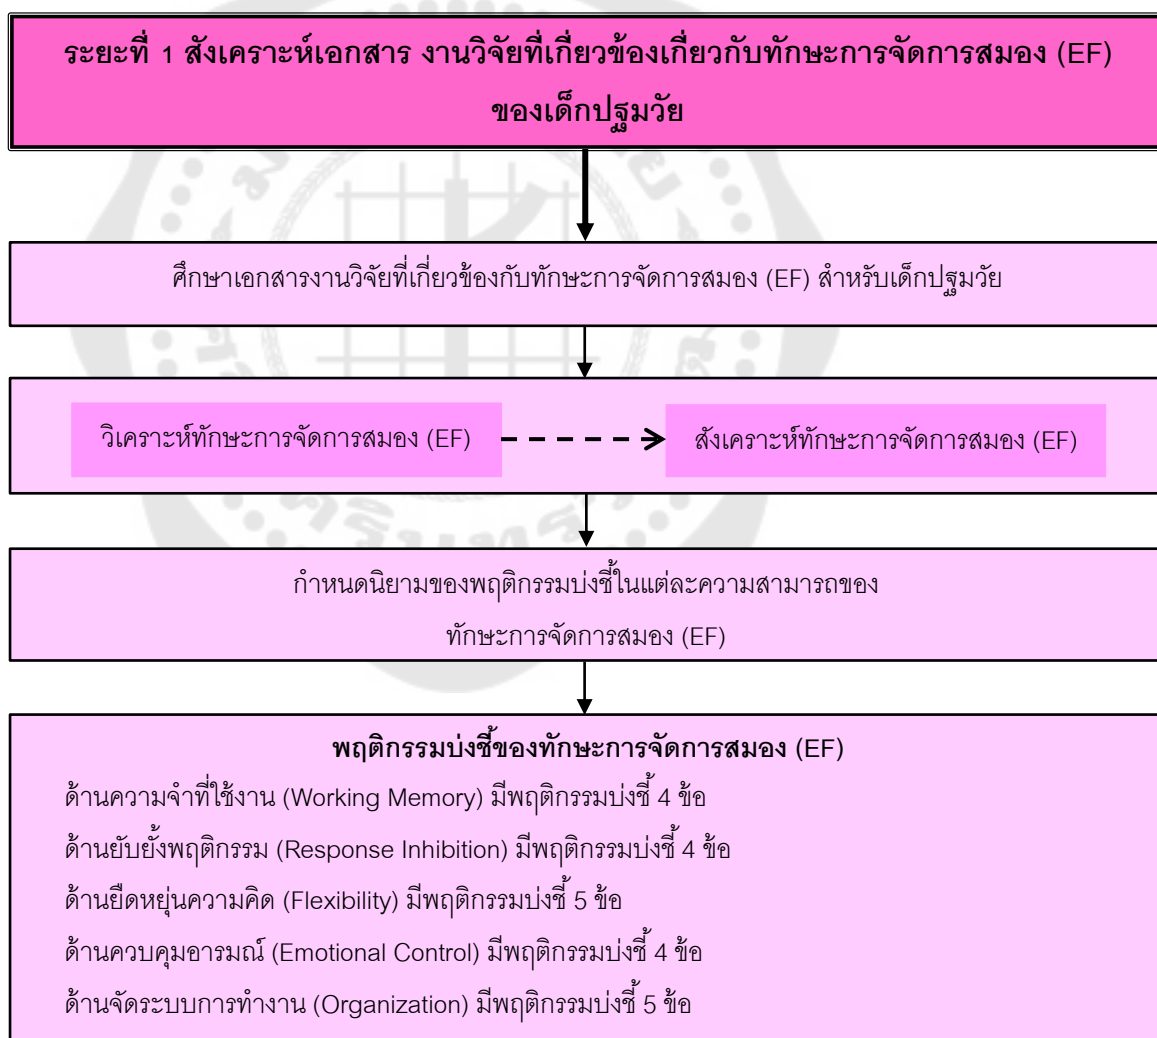 ระยะที่ 1 สังเคราะห์เอกสาร งานวิจัยที่เกี่ยวข้องเกี่ยวกับทักษะการจัดการสมอง (EF)
ของเด็กปฐมวัย
ศึกษาเอกสารงานวิจัยที่เกี่ยวข้องกับทักษะการจัดการสมอง (EF) สำหรับเด็กปฐมวัย
วิเคราะห์ทักษะการจัดการสมอง (EF)
สังเคราะห์ทักษะการจัดการสมอง (EF)
กำหนดนิยามของพฤติกรรมบ่งชี้ในแต่ละความสามารถของ
ทักษะการจัดการสมอง (EF)
พฤติกรรมบ่งชี้ของทักษะการจัดการสมอง (EF)
ด้านความจำที่ใช้งาน (Working Memory) มีพฤติกรรมบ่งชี้ 4 ข้อ
ด้านยับยั้งพฤติกรรม (Response Inhibition) มีพฤติกรรมบ่งชี้ 4 ข้อ
ด้านยืดหยุ่นความคิด (Flexibility) มีพฤติกรรมบ่งชี้ 5 ข้อ
ด้านควบคุมอารมณ์ (Emotional Control) มีพฤติกรรมบ่งชี้ 4 ข้อ
ด้านจัดระบบการทำงาน (Organization) มีพฤติกรรมบ่งชี้ 5 ข้อ